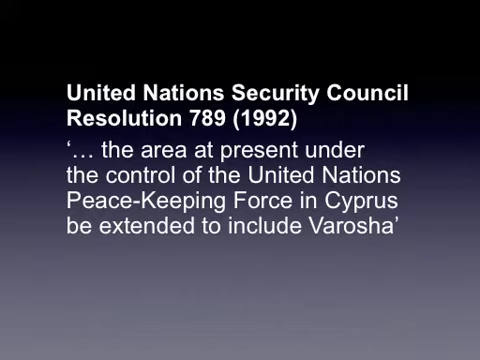 United Nations Security Council
Resolution 789 (1992)
‘… the area at present under
the control of the United Nations
Peace-Keeping Force in Cyprus
be extended to include Varosha’